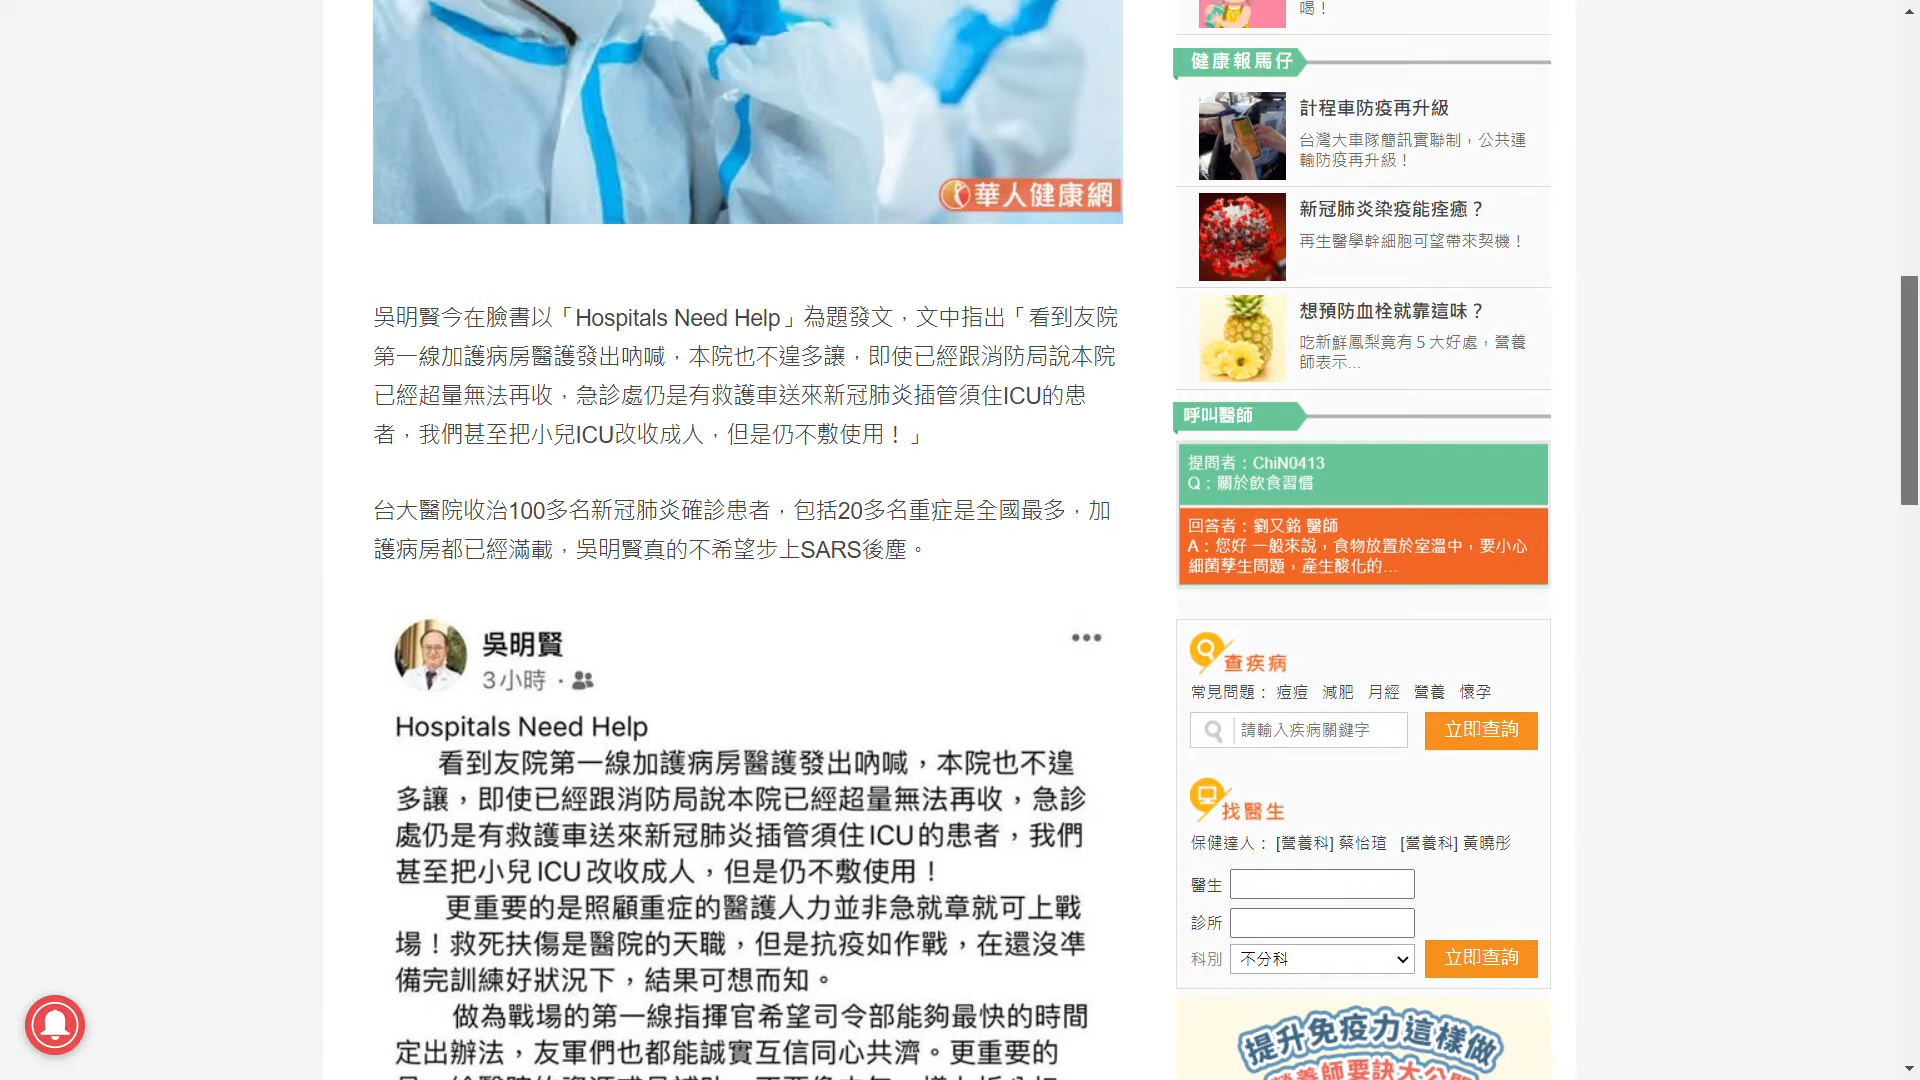 華人健康網
吳明賢今在臉書以「Hospitals Need Help」為題發文，文中指出「看到友院
第一線加護病房醫護發出吶喊，本院也不遑多讓，即使已經跟消防局說本院
已經超量無法再收，急診處仍是有救護車送來新冠肺炎插管須住ICU的患
者，我們甚至把小兒ICU改收成人，但是仍不敷使用！」
台大醫院收治100多名新冠肺炎確診患者，包括20多名重症是全國最多，加
護病房都已經滿載，吳明賢真的不希望步上SARS後塵。
吳明賢
3小時 ·
Hospitals Need Help
看到友院第一線加護病房醫護發出吶喊，本院也不遑
多讓，即使已經跟消防局說本院已經超量無法再收，急診
處仍是有救護車送來新冠肺炎插管須住ICU的患者，我們
甚至把小兒ICU改收成人，但是仍不敷使用！
更重要的是照顧重症的醫護人力並非急就章就可上戰
場！救死扶傷是醫院的天職，但是抗疫如作戰，在還沒準
備完訓練好狀況下，結果可想而知。
做為戰場的第一線指揮官希望司令部能夠最快的時間
定出辦法，友軍們也都能誠實互信同心共濟。更重要的
喝！
健康報馬仔
計程車防疫再升級
台灣大車隊簡訊實聯制，公共運
輸防疫再升級！
新冠肺炎染疫能痊癒？
再生醫學幹細胞可望帶來契機！
想預防血栓就靠這味？
吃新鮮鳳梨竟有５大好處，營養
師表示...
呼叫醫師
提問者：ChiN0413
Q：關於飲食習慣
回答者：劉又銘 醫師
A：您好 一般來說，食物放置於室溫中，要小心
細菌孳生問題，產生酸化的...
查疾病
常見問題： 痘痘 減肥 月經 營養 懷孕
請輸入疾病關鍵字 立即查詢
找醫生
保健達人： [營養科] 蔡怡瑄 [營養科] 黃曉彤
醫生
診所
科別 不分科 立即查詢
提升免疫力這樣做
營養師要訣大公開